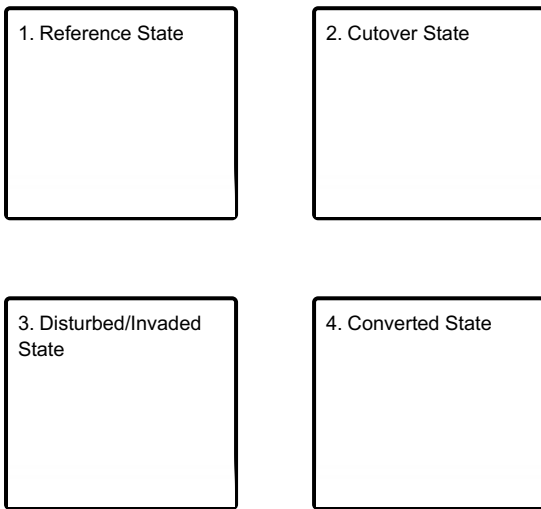 1. Reference State
2. Cutover State
3. Disturbed/Invaded
State
4. Converted State